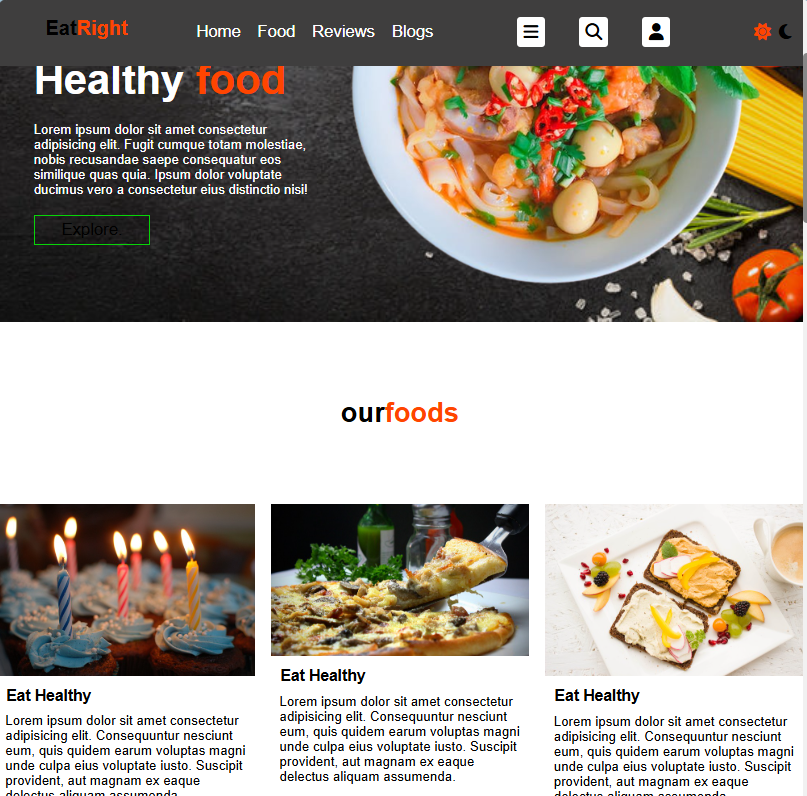 EatRight
Home Food Reviews Blogs
Healthy food
Lorem ipsum dolor sit amet consectetur
adipisicing elit. Fugit cumque totam molestiae,
nobis recusandae saepe consequatur eos
similique quas quia. Ipsum dolor voluptate
ducimus vero a consectetur eius distinctio nisi!
Explore.
ourfoods
Eat Healthy
Lorem ipsum dolor sit amet consectetur
adipisicing elit. Consequuntur nesciunt
eum, quis quidem earum voluptas magni
unde culpa eius voluptate iusto. Suscipit
provident, aut magnam ex eaque
delectus aliquam assumenda.
Eat Healthy
Lorem ipsum dolor sit amet consectetur
adipisicing elit. Consequuntur nesciunt
eum, quis quidem earum voluptas magni
unde culpa eius voluptate iusto. Suscipit
provident, aut magnam ex eaque
delectus aliquam assumenda.
Eat Healthy
Lorem ipsum dolor sit amet consectetur
adipisicing elit. Consequuntur nesciunt
eum, quis quidem earum voluptas magni
unde culpa eius voluptate iusto. Suscipit
provident, aut magnam ex eaque
delectus aliquam assumenda.